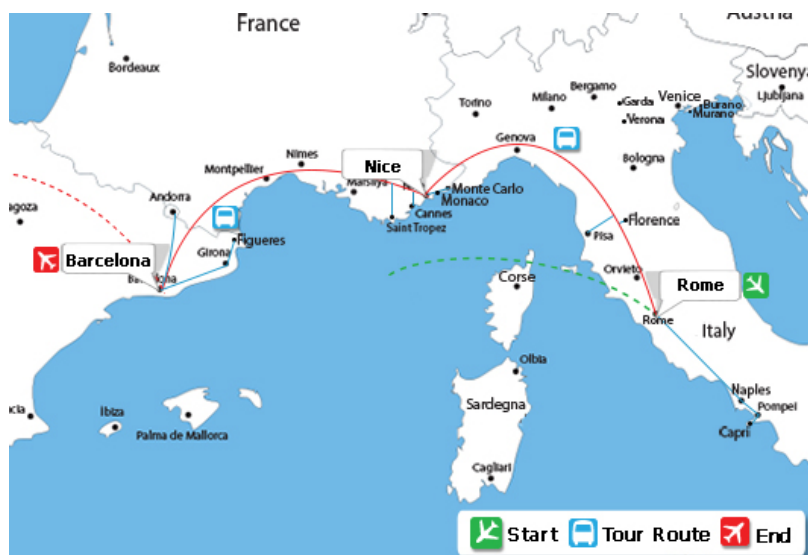 France
Austria
Bordeaux
Slovenya
Ljubljana
Torino
Milano
Bergamo
Garda
Verona
Venice
Burano
Murano
Genova
Bologna
Montpellier
Nimes
Nice
Marsilya
Monte Carlo
Monaco
Cannes
Saint Tropez
Andorra
Florence
Pisa
Figueres
Girona
Barcelona
Orvieto
Corse
Rome
Rome
Italy
Olbia
Naples
Pompei
Capri
Sardegna
İbiza
Palma de Mallorca
Cagliari
Start
Tour Route
End